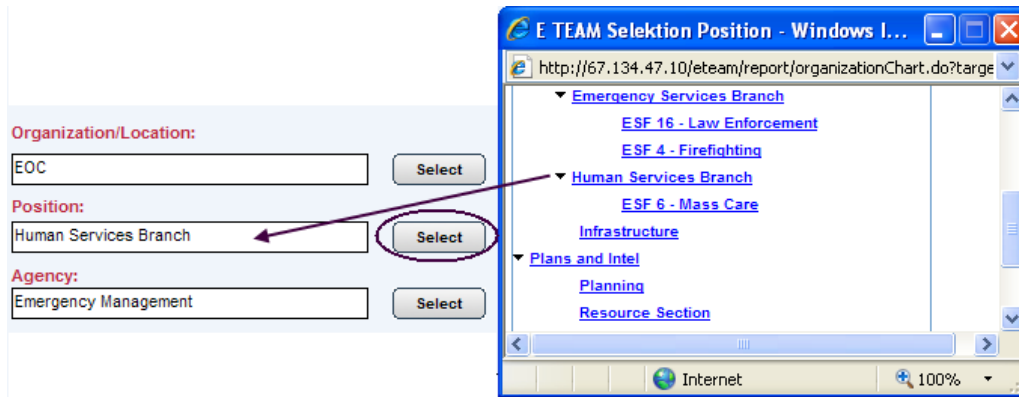 Organization/Location:
EOC
Select
Position:
Human Services Branch
Select
Agency:
Emergency Management
Select
E TEAM Selektion Position - Windows I...
http://67.134.47.10/eteam/report/organizationChart.do?targe
Emergency Services Branch
ESF 16 - Law Enforcement
ESF 4 - Firefighting
Human Services Branch
ESF 6 - Mass Care
Infrastructure
Plans and Intel
Planning
Resource Section
Internet
100%